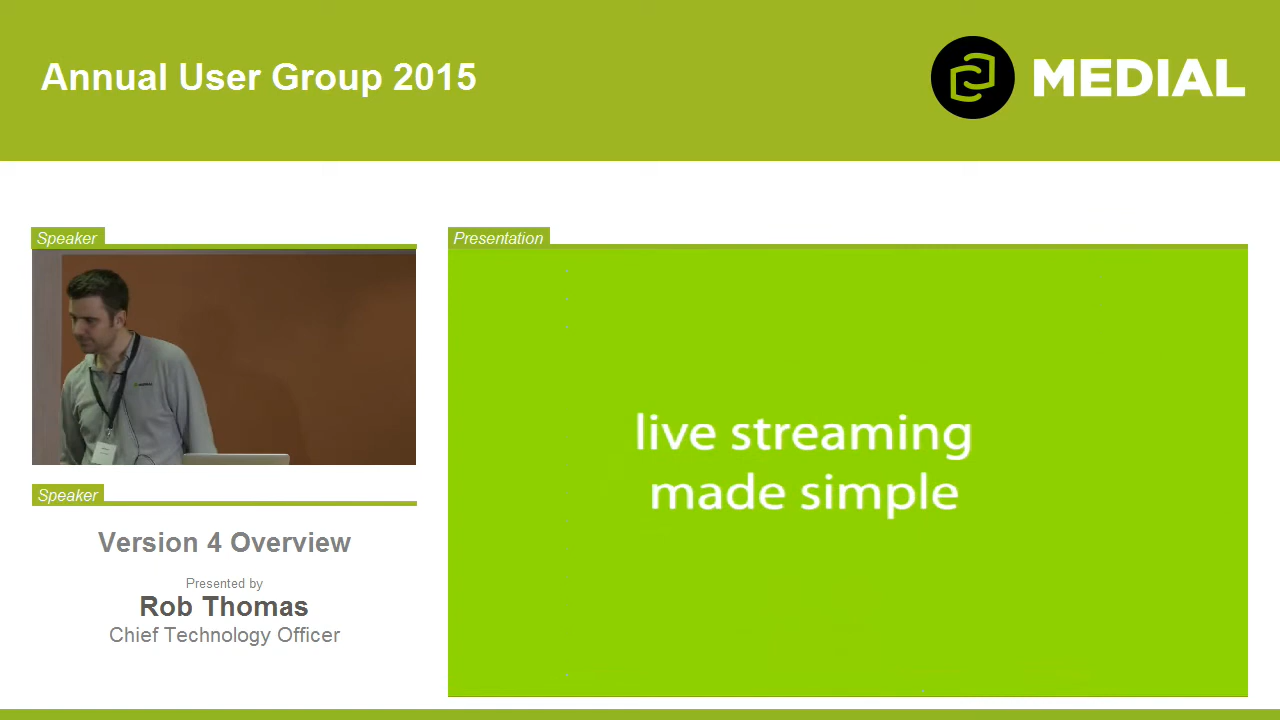 Annual User Group 2015
MEDIAL
Speaker
Presentation
live streaming
made simple
Speaker
Version 4 Overview
Presented by
Rob Thomas
Chief Technology Officer